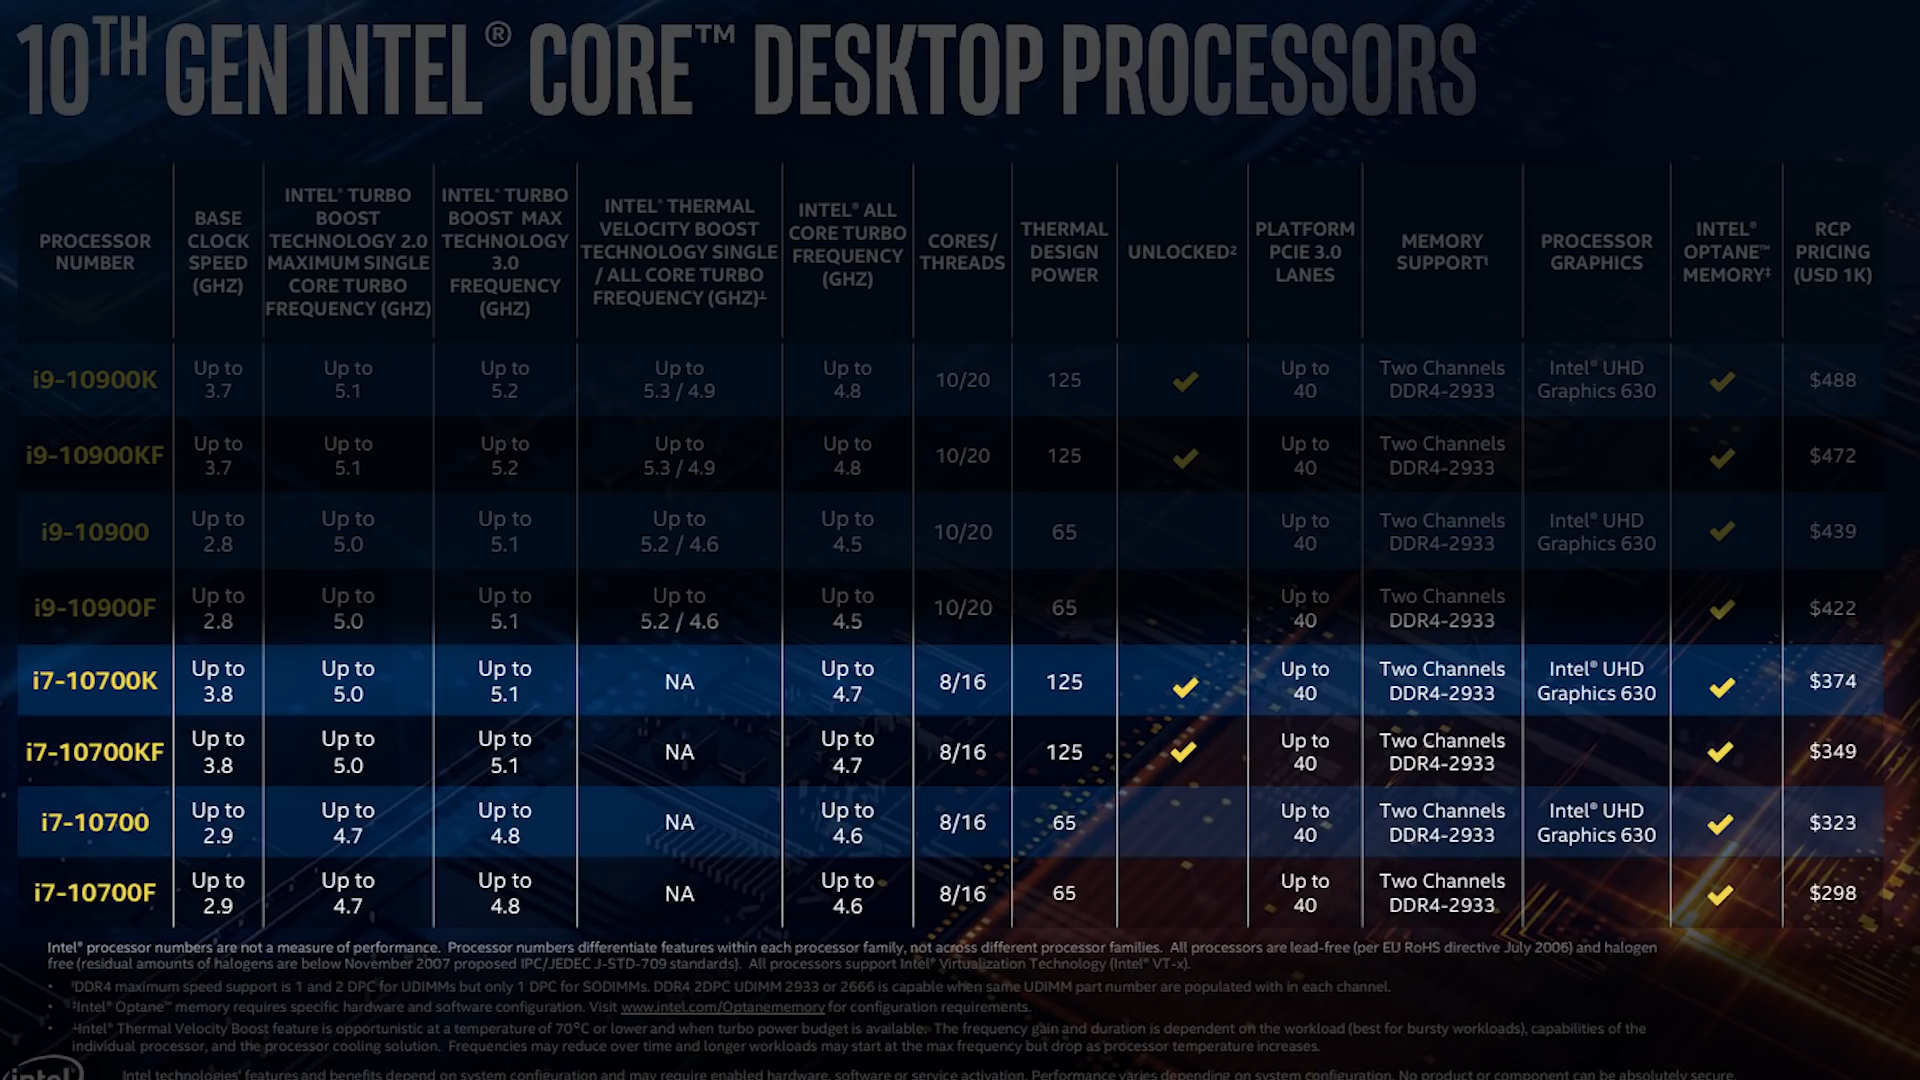 10TH GEN INTEL® CORE™ DESKTOP PROCESSORS
PROCESSOR NUMBER | BASE CLOCK SPEED (GHZ) | INTEL® TURBO BOOST TECHNOLOGY 2.0 MAXIMUM SINGLE CORE TURBO FREQUENCY (GHZ) | INTEL® TURBO BOOST MAX TECHNOLOGY 3.0 FREQUENCY (GHZ) | INTEL® THERMAL VELOCITY BOOST TECHNOLOGY SINGLE / ALL CORE TURBO FREQUENCY (GHZ)┴ | INTEL® ALL CORE TURBO FREQUENCY (GHZ) | CORES/ THREADS | THERMAL DESIGN POWER | UNLOCKED² | PLATFORM PCIE 3.0 LANES | MEMORY SUPPORT¹ | PROCESSOR GRAPHICS | INTEL® OPTANE™ MEMORY‡ | RCP PRICING (USD 1K)
i9-10900K | Up to 3.7 | Up to 5.1 | Up to 5.2 | Up to 5.3 / 4.9 | Up to 4.8 | 10/20 | 125 | ✓ | Up to 40 | Two Channels DDR4-2933 | Intel® UHD Graphics 630 | ✓ | $488
i9-10900KF | Up to 3.7 | Up to 5.1 | Up to 5.2 | Up to 5.3 / 4.9 | Up to 4.8 | 10/20 | 125 | ✓ | Up to 40 | Two Channels DDR4-2933 | | ✓ | $472
i9-10900 | Up to 2.8 | Up to 5.0 | Up to 5.1 | Up to 5.2 / 4.6 | Up to 4.5 | 10/20 | 65 | | Up to 40 | Two Channels DDR4-2933 | Intel® UHD Graphics 630 | ✓ | $439
i9-10900F | Up to 2.8 | Up to 5.0 | Up to 5.1 | Up to 5.2 / 4.6 | Up to 4.5 | 10/20 | 65 | | Up to 40 | Two Channels DDR4-2933 | | ✓ | $422
i7-10700K | Up to 3.8 | Up to 5.0 | Up to 5.1 | NA | Up to 4.7 | 8/16 | 125 | ✓ | Up to 40 | Two Channels DDR4-2933 | Intel® UHD Graphics 630 | ✓ | $374
i7-10700KF | Up to 3.8 | Up to 5.0 | Up to 5.1 | NA | Up to 4.7 | 8/16 | 125 | ✓ | Up to 40 | Two Channels DDR4-2933 | | ✓ | $349
i7-10700 | Up to 2.9 | Up to 4.7 | Up to 4.8 | NA | Up to 4.6 | 8/16 | 65 | | Up to 40 | Two Channels DDR4-2933 | Intel® UHD Graphics 630 | ✓ | $323
i7-10700F | Up to 2.9 | Up to 4.7 | Up to 4.8 | NA | Up to 4.6 | 8/16 | 65 | | Up to 40 | Two Channels DDR4-2933 | | ✓ | $298
Intel® processor numbers are not a measure of performance. Processor numbers differentiate features within each processor family, not across different processor families. All processors are lead-free (per EU RoHS directive July 2006) and halogen
free (residual amounts of halogens are below November 2007 proposed IPC/JEDEC J-STD-709 standards). All processors support Intel® Virtualization Technology (Intel® VT-x).
• ¹DDR4 maximum speed support is 1 and 2 DPC for UDIMMs but only 1 DPC for SODIMMs. DDR4 2DPC UDIMM 2933 or 2666 is capable when same UDIMM part number are populated with in each channel.
• ‡Intel® Optane™ memory requires specific hardware and software configuration. Visit www.intel.com/Optanememory for configuration requirements.
• ┴Intel® Thermal Velocity Boost feature is opportunistic at a temperature of 70°C or lower and when turbo power budget is available. The frequency gain and duration is dependent on the workload (best for bursty workloads), capabilities of the
individual processor, and the processor cooling solution. Frequencies may reduce over time and longer workloads may start at the max frequency but drop as processor temperature increases.
intel
Intel technologies' features and benefits depend on system configuration and may require enabled hardware, software or service activation. Performance varies depending on system configuration. No product or component can be absolutely secure.